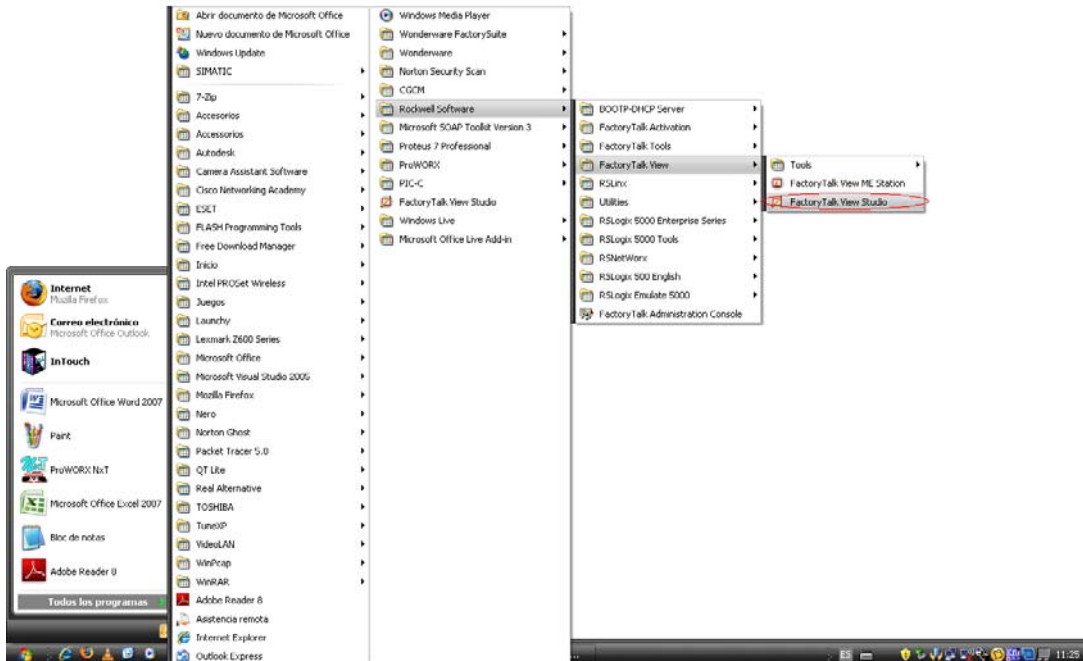 Abrir documento de Microsoft Office
Nuevo documento de Microsoft Office
Windows Update
SIMATIC
7-Zip
Accesorios
Accessorios
Autodesk
Camera Assistant Software
Cisco Networking Academy
ESET
FLASH Programming Tools
Free Download Manager
Inicio
Intel PROSet Wireless
Juegos
Launchy
Lexmark Z600 Series
Microsoft Office
Microsoft Visual Studio 2005
Mozilla Firefox
Nero
Norton Ghost
Packet Tracer 5.0
QT Lite
Real Alternative
TOSHIBA
TuneXP
VideoLAN
WinPcap
WinRAR
Adobe Reader 8
Asistencia remota
Internet Explorer
Outlook Express
Windows Media Player
Wonderware FactorySuite
Wonderware
Norton Security Scan
CGCM
Rockwell Software
Microsoft SOAP Toolkit Version 3
Proteus 7 Professional
ProWORX
PIC-C
FactoryTalk View Studio
Windows Live
Microsoft Office Live Add-in
BOOTP-DHCP Server
FactoryTalk Activation
FactoryTalk Tools
FactoryTalk View
RSLinx
Utilities
RSLogix 5000 Enterprise Series
RSLogix 5000 Tools
RSNetWorx
RSLogix 500 English
RSLogix Emulate 5000
FactoryTalk Administration Console
Tools
FactoryTalk View ME Station
FactoryTalk View Studio
Internet
Mozilla Firefox
Correo electrónico
Microsoft Office Outlook
InTouch
Microsoft Office Word 2007
Paint
ProWORX NxT
Microsoft Office Excel 2007
Bloc de notas
Adobe Reader 8
Todos los programas
...
ES
11:25